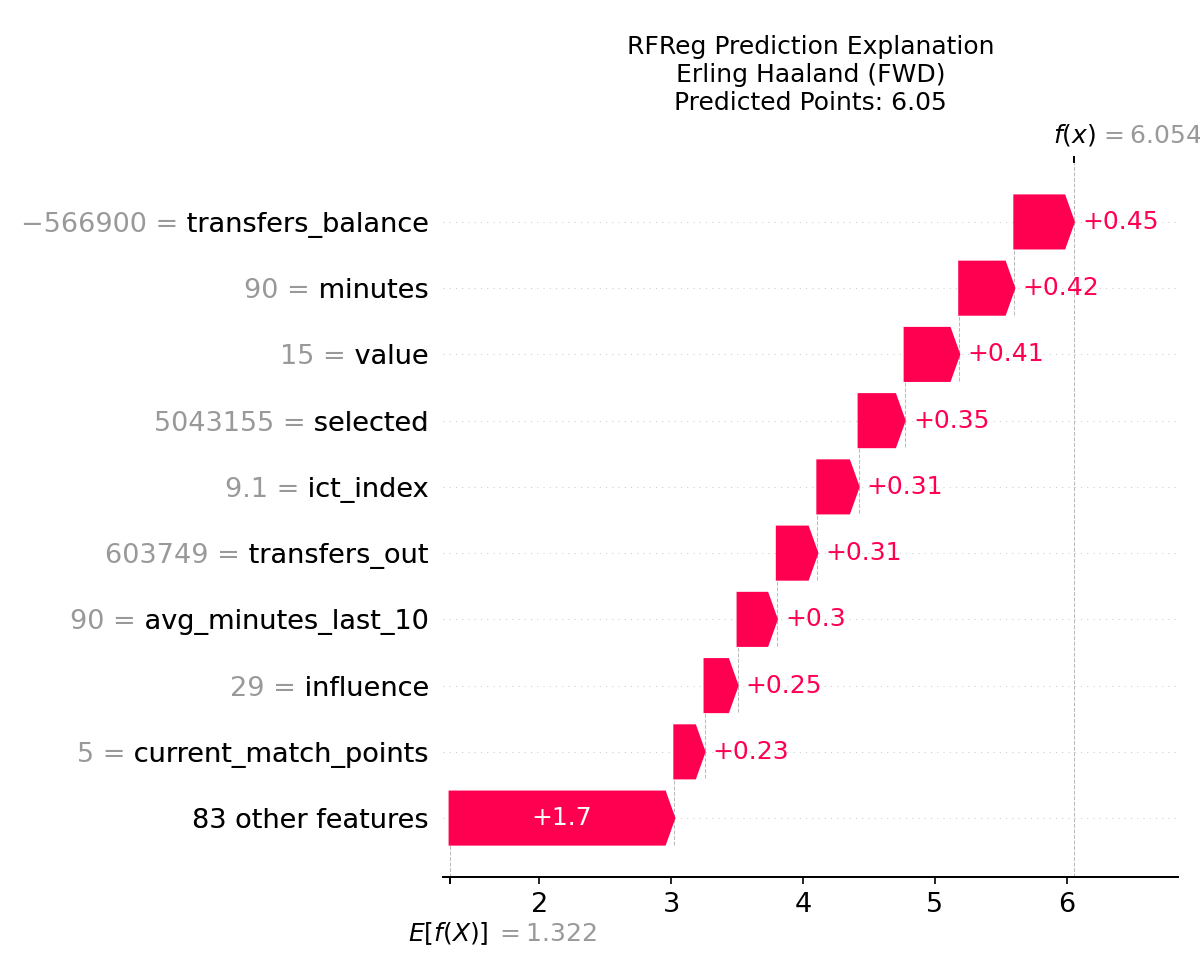 RFReg Prediction Explanation
Erling Haaland (FWD)
Predicted Points: 6.05
f(x) = 6.054
−566900 = transfers_balance +0.45
90 = minutes +0.42
15 = value +0.41
5043155 = selected +0.35
9.1 = ict_index +0.31
603749 = transfers_out +0.31
90 = avg_minutes_last_10 +0.3
29 = influence +0.25
5 = current_match_points +0.23
83 other features +1.7
2 3 4 5 6
E[f(X)] = 1.322